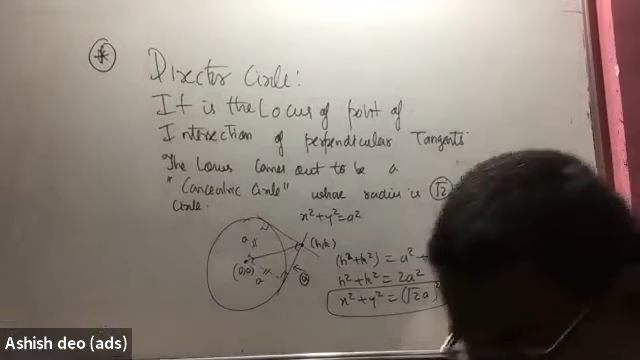 Director Circle:
It is the Locus of point of
Intersection of perpendicular Tangents
The Locus comes out to be a
"Concentric Circle" whose radius is √2
Circle.
x²+y²=a²
(h,k)
a
(0,0)
a
(h²+k²) = a²+
h²+k² = 2a²
x²+y² = (√2a)
Ashish deo (ads)